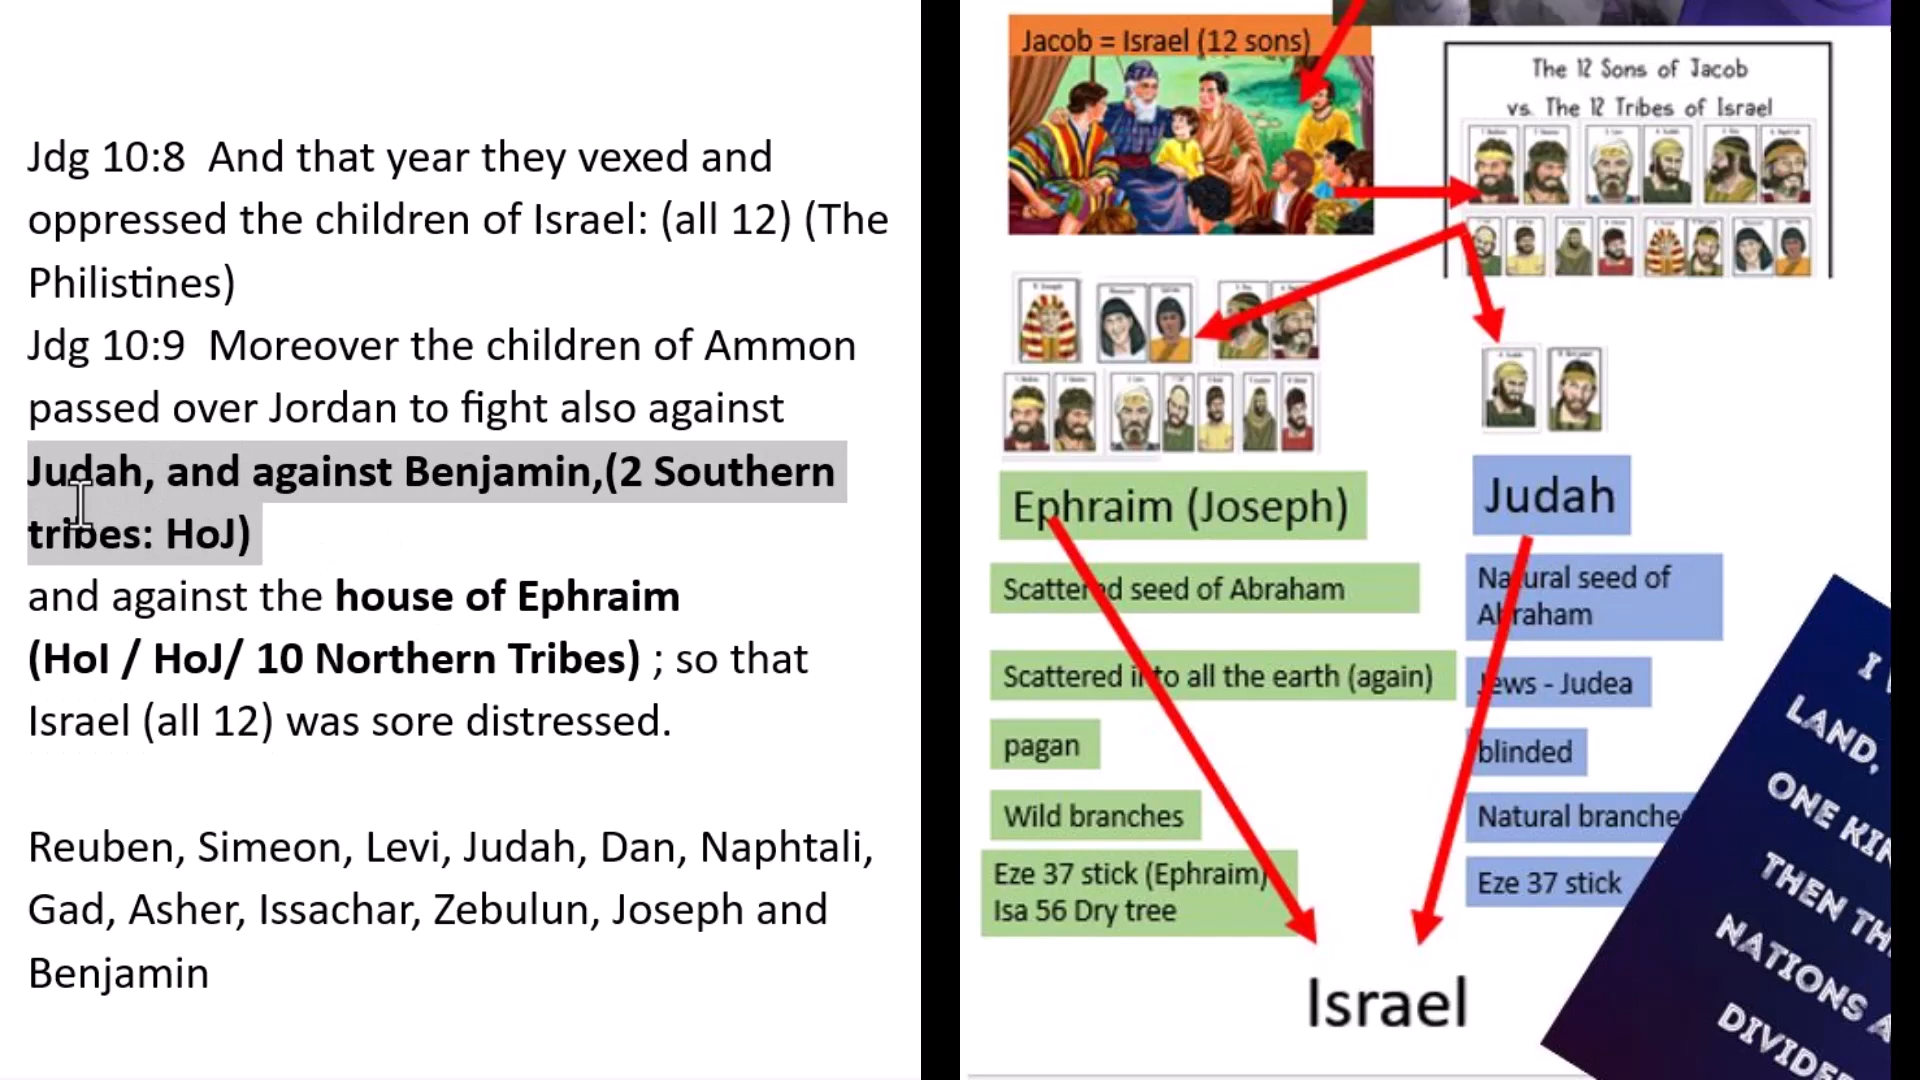 Jdg 10:8  And that year they vexed and
oppressed the children of Israel: (all 12) (The
Philistines)
Jdg 10:9  Moreover the children of Ammon
passed over Jordan to fight also against
Judah, and against Benjamin,(2 Southern
tribes: HoJ)
and against the house of Ephraim
(HoI / HoJ/ 10 Northern Tribes) ; so that
Israel (all 12) was sore distressed.
Reuben, Simeon, Levi, Judah, Dan, Naphtali,
Gad, Asher, Issachar, Zebulun, Joseph and
Benjamin
Jacob = Israel (12 sons)
The 12 Sons of Jacob
vs. The 12 Tribes of Israel
Ephraim (Joseph)
Scattered seed of Abraham
Scattered into all the earth (again)
pagan
Wild branches
Eze 37 stick (Ephraim)
Isa 56 Dry tree
Judah
Natural seed of
Abraham
Jews - Judea
blinded
Natural branche
Eze 37 stick
Israel
I
LAND,
ONE KIN
THEN TH
NATIONS A
DIVIDE